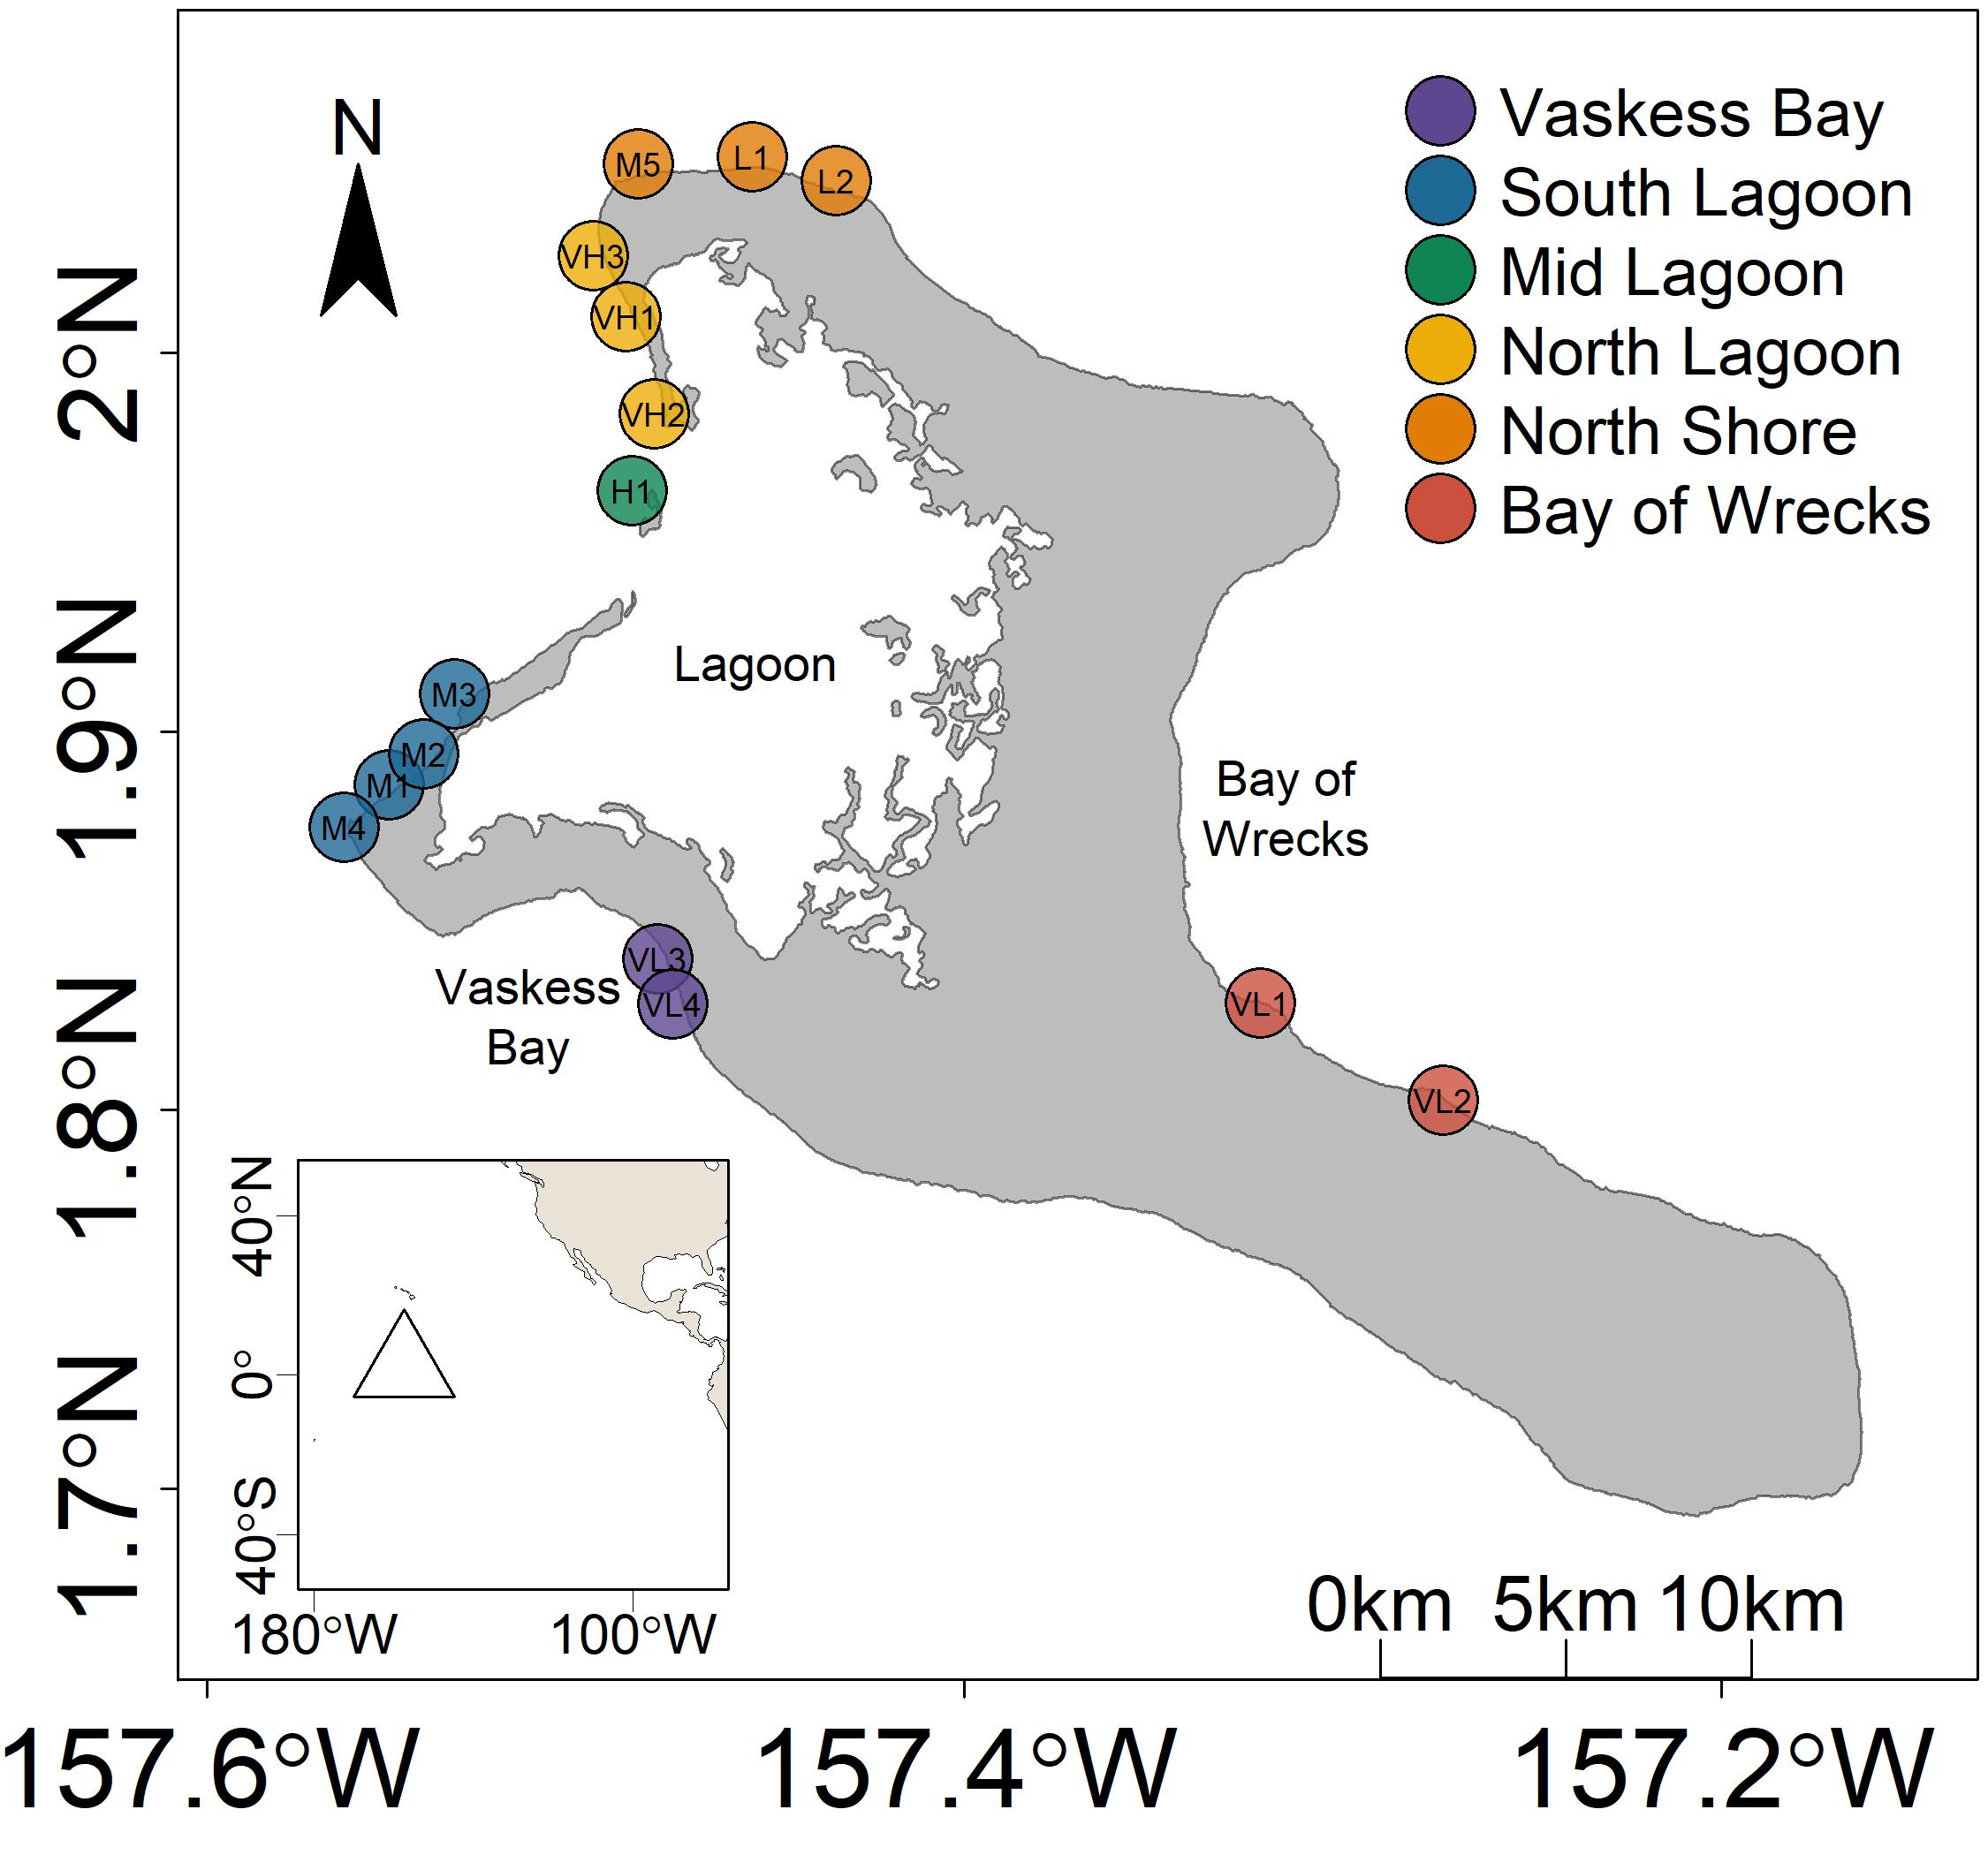 N
Vaskess Bay
South Lagoon
Mid Lagoon
North Lagoon
North Shore
Bay of Wrecks
M5
L1
L2
VH3
VH1
VH2
H1
M3
M2
M1
M4
Lagoon
Bay of
Wrecks
VL3
VL4
Vaskess
Bay
VL1
VL2
2°N
1.9°N
1.8°N
1.7°N
40°N
0°
40°S
180°W
100°W
0km
5km
10km
157.6°W
157.4°W
157.2°W